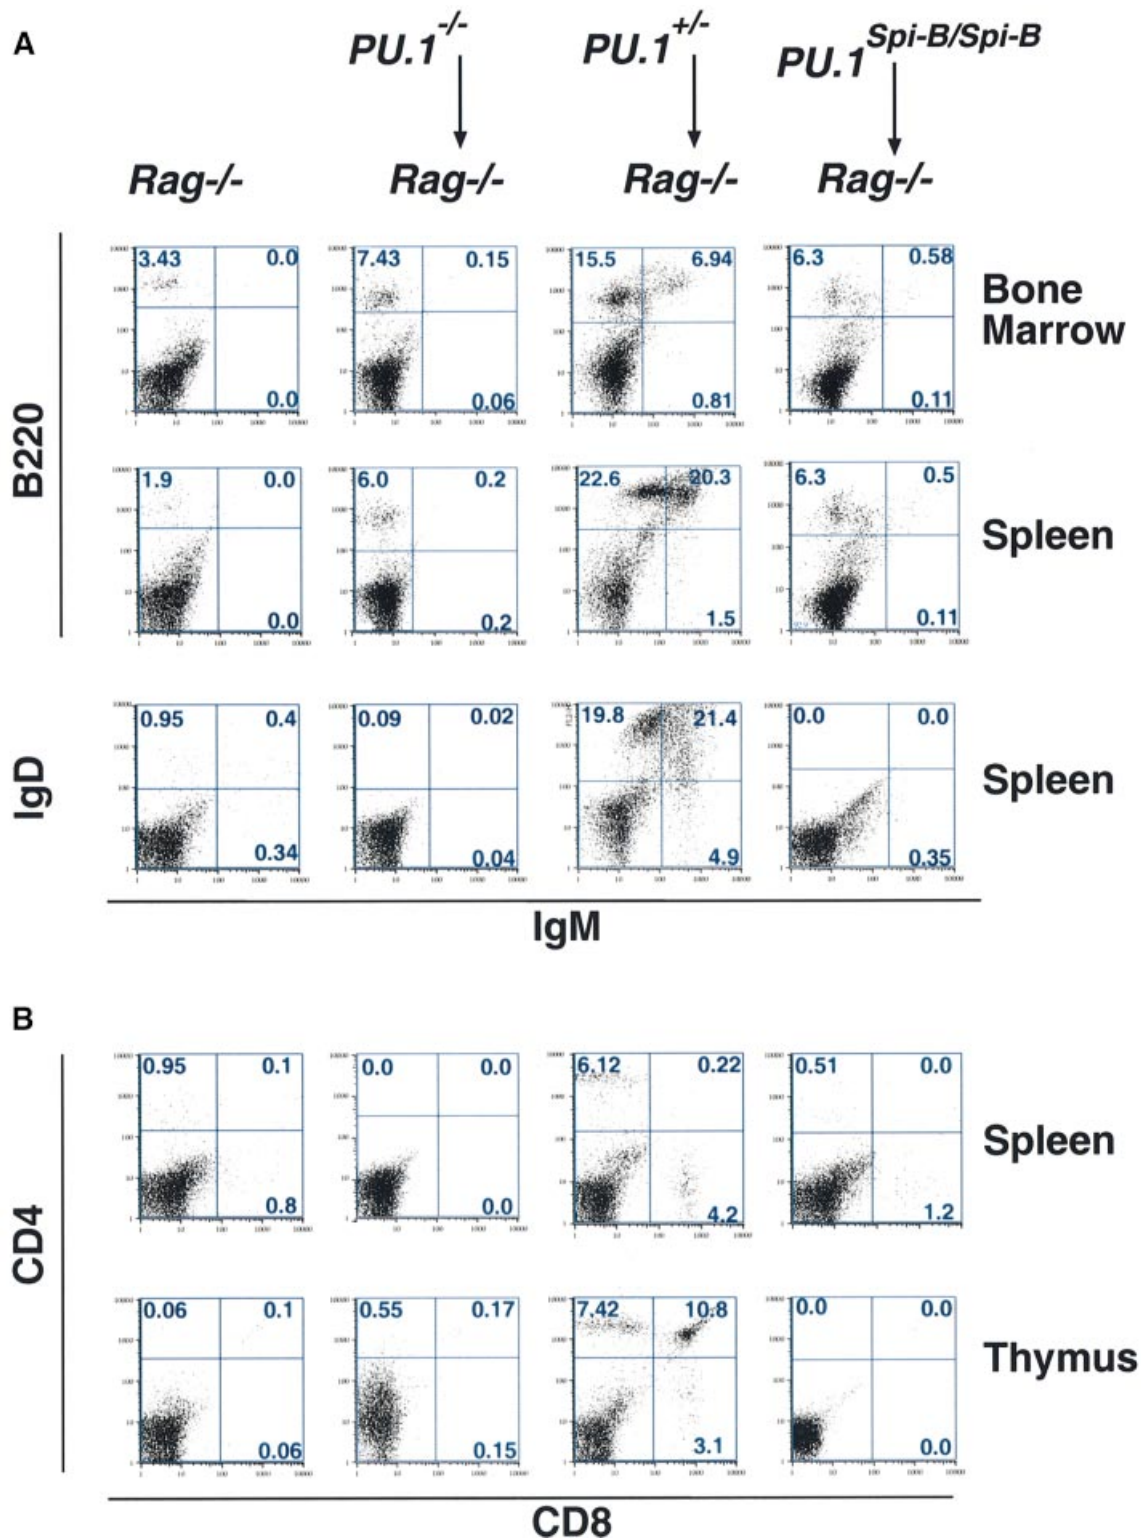 A
PU.1-/-
PU.1+/-
PU.1Spi-B/Spi-B
Rag-/-
Rag-/-
Rag-/-
Rag-/-
3.43 0.0
0.0
7.43 0.15
0.06
15.5 6.94
0.81
6.3 0.58
0.11
Bone
Marrow
B220
1.9 0.0
0.0
6.0 0.2
0.2
22.6 20.3
1.5
6.3 0.5
0.11
Spleen
IgD
0.95 0.4
0.34
0.09 0.02
0.04
19.8 21.4
4.9
0.0 0.0
0.35
Spleen
IgM
B
CD4
0.95 0.1
0.8
0.0 0.0
0.0
6.12 0.22
4.2
0.51 0.0
1.2
Spleen
0.06 0.1
0.06
0.55 0.17
0.15
7.42 10.8
3.1
0.0 0.0
0.0
Thymus
CD8